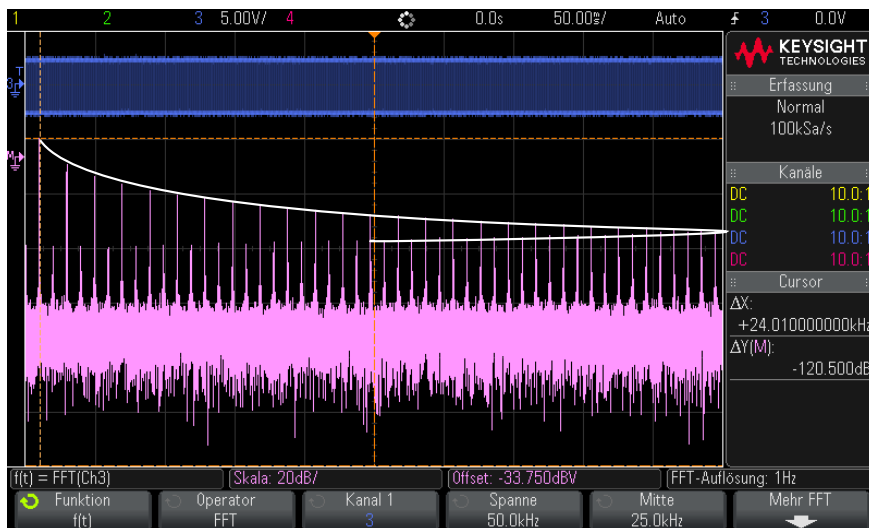 1 2 3 5.00V/ 4 0.0s 50.00ms/ Auto 3 0.0V
KEYSIGHT
TECHNOLOGIES
Erfassung
Normal
100kSa/s
Kanäle
DC 10.0:1
DC 10.0:1
DC 10.0:1
DC 10.0:1
Cursor
ΔX:
+24.010000000kHz
ΔY(M):
-120.500dB
T
3
M
f(t) = FFT(Ch3) Skala: 20dB/ Offset: -33.750dBV FFT-Auflösung: 1Hz
Funktion Operator Kanal 1 Spanne Mitte Mehr FFT
f(t) FFT 3 50.0kHz 25.0kHz